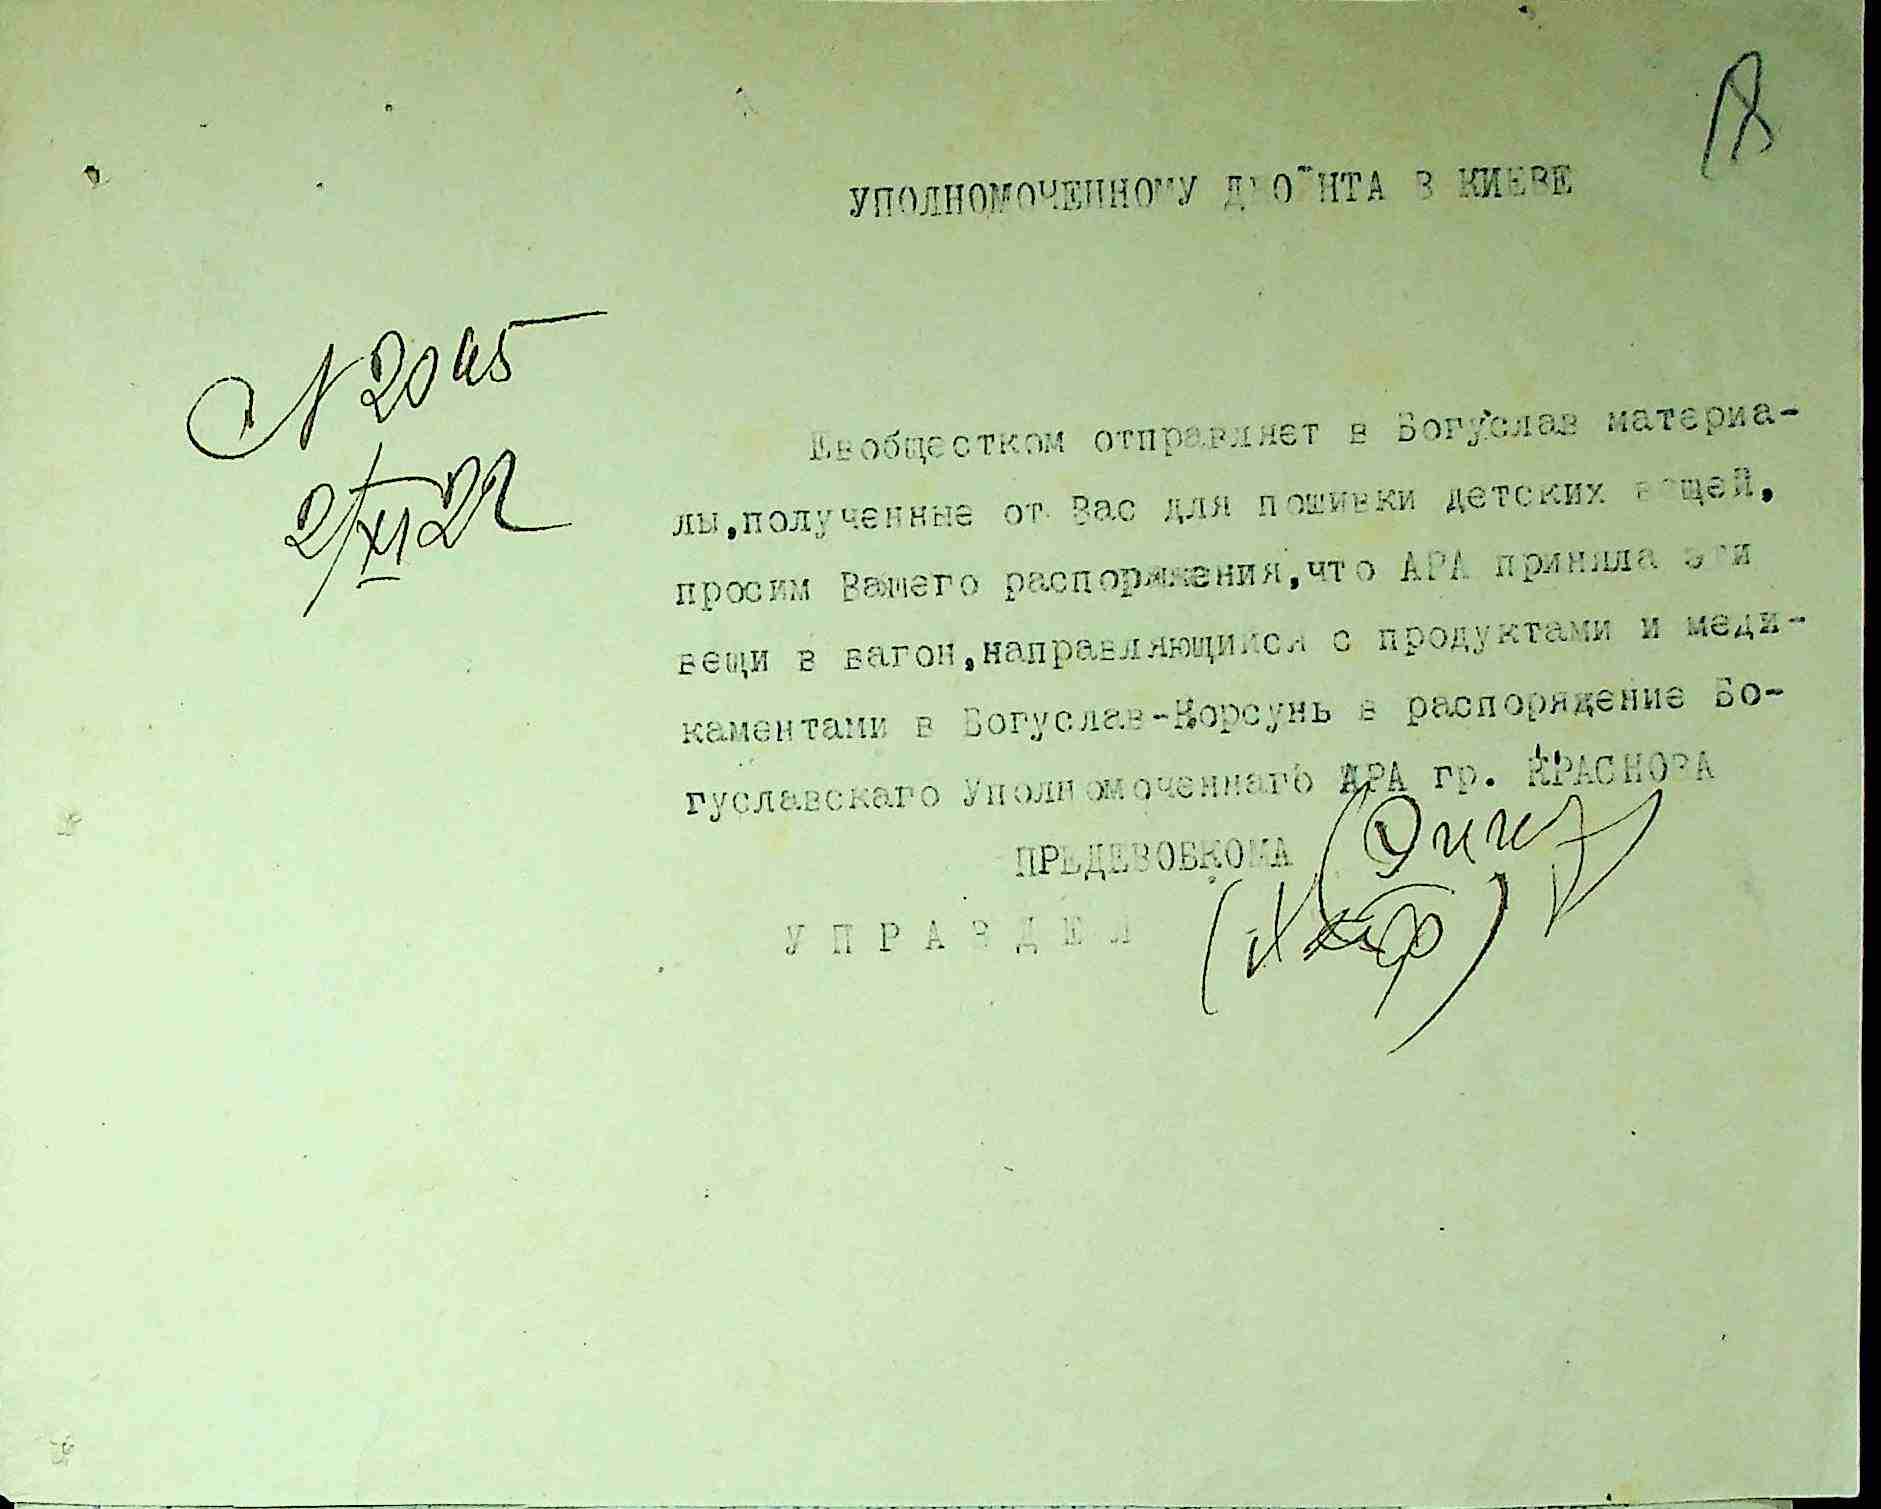 УПОЛНОМОЧЕННОМУ ДЖОЙНТА В КИЕВЕ
N 2045
2/XI 22
Евобщестком отправляет в Богуслав материа-
лы,полученные от Вас для пошивки детских вещей,
просим Вашего распоряжения,что АРА приняла эти
вещи в вагон,направляющийся с продуктами и меди-
каментами в Богуслав-Корсунь в распоряжение Бо-
гуславскаго Уполномоченнаго АРА гр. КРАСНОВА
ПРЕДЕВОБКОМА
УПРАВДЕЛ